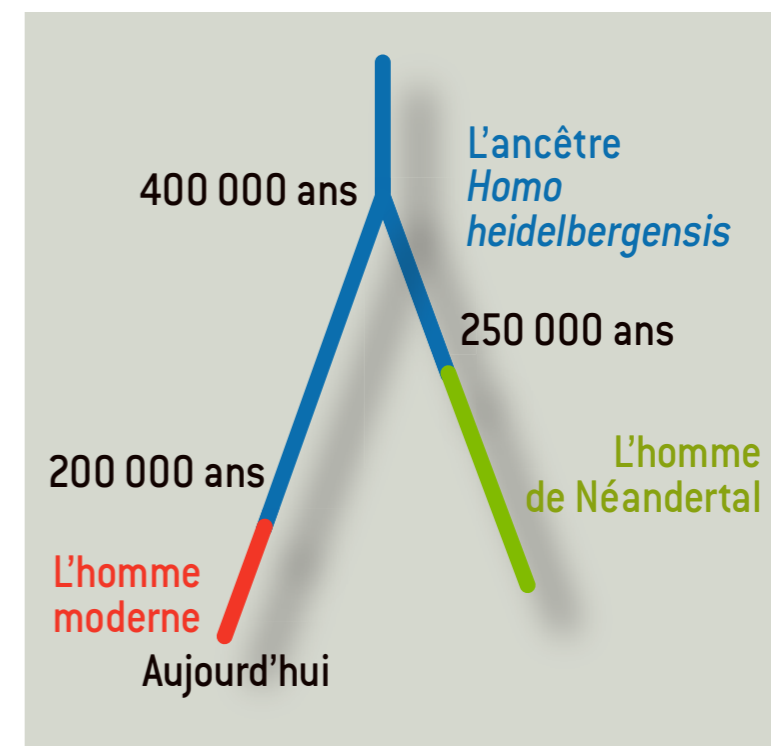 L'ancêtre
Homo
heidelbergensis
400 000 ans
250 000 ans
200 000 ans
L'homme
de Néandertal
L'homme
moderne
Aujourd'hui